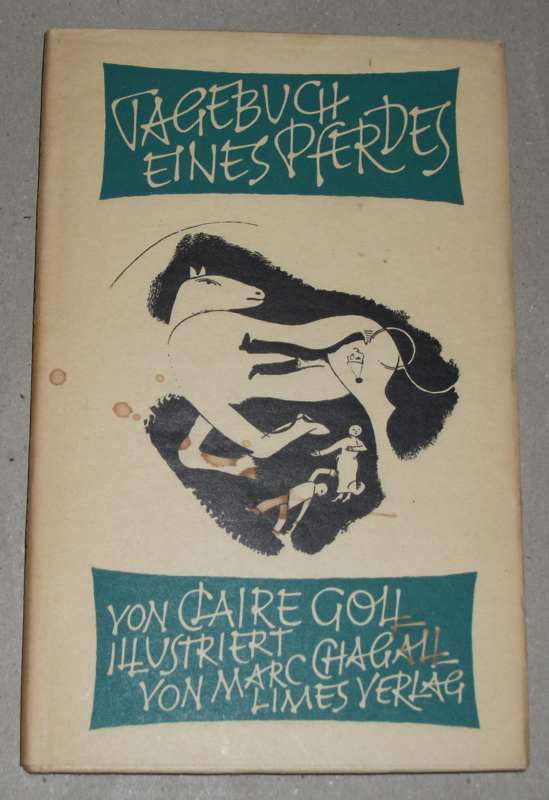 TAGEBUCH
EINES PFERDES
VON CLAIRE GOLL
ILLUSTRIERT
VON MARC CHAGALL
LIMES VERLAG